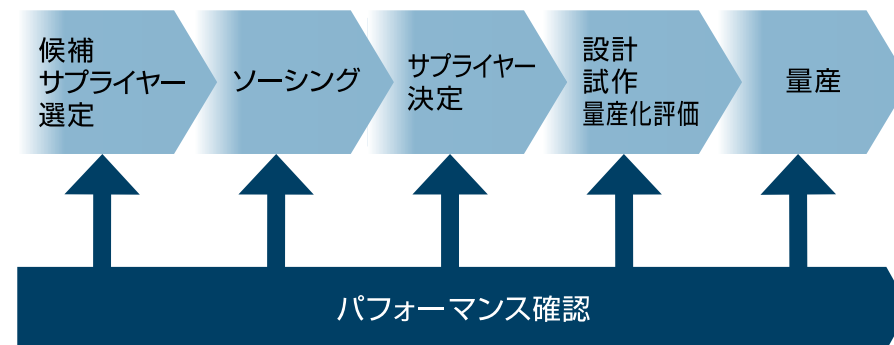 候補
サプライヤー
選定
ソーシング
サプライヤー
決定
設計
試作
量産化評価
量産
パフォーマンス確認